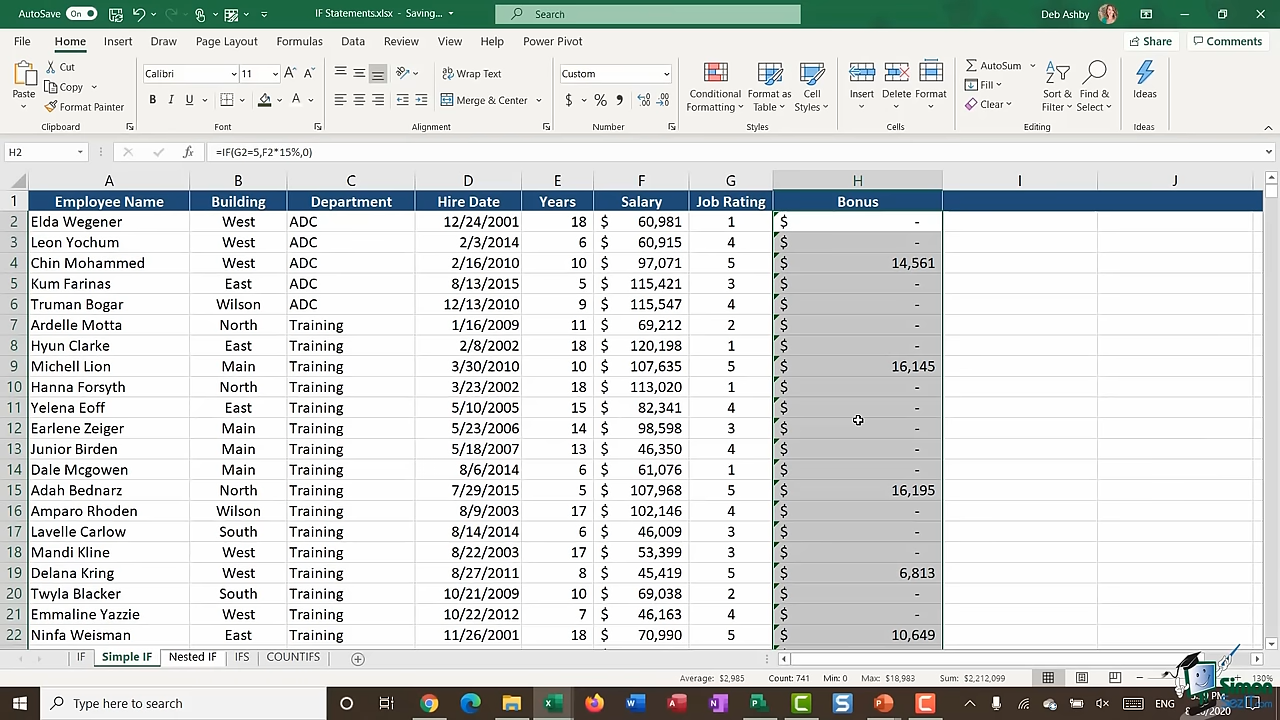 AutoSave On IF Statements.xlsx - Saving... Search Deb Ashby
File Home Insert Draw Page Layout Formulas Data Review View Help Power Pivot Share Comments
Paste Cut Copy Format Painter Clipboard
Calibri 11 A A B I U A Font
Wrap Text Merge & Center Alignment
Custom $ % , Number
Conditional Formatting Format as Table Cell Styles Styles
Insert Delete Format Cells
AutoSum Fill Clear Sort & Filter Find & Select Editing
Ideas Ideas
H2 fx =IF(G2=5,F2*15%,0)
A B C D E F G H I J
1 Employee Name Building Department Hire Date Years Salary Job Rating Bonus
2 Elda Wegener West ADC 12/24/2001 18 $ 60,981 1 $ -
3 Leon Yochum West ADC 2/3/2014 6 $ 60,915 4 $ -
4 Chin Mohammed West ADC 2/16/2010 10 $ 97,071 5 $ 14,561
5 Kum Farinas East ADC 8/13/2015 5 $ 115,421 3 $ -
6 Truman Bogar Wilson ADC 12/13/2010 9 $ 115,547 4 $ -
7 Ardelle Motta North Training 1/16/2009 11 $ 69,212 2 $ -
8 Hyun Clarke East Training 2/8/2002 18 $ 120,198 1 $ -
9 Michell Lion Main Training 3/30/2010 10 $ 107,635 5 $ 16,145
10 Hanna Forsyth North Training 3/23/2002 18 $ 113,020 1 $ -
11 Yelena Eoff East Training 5/10/2005 15 $ 82,341 4 $ -
12 Earlene Zeiger Main Training 5/23/2006 14 $ 98,598 3 $ -
13 Junior Birden Main Training 5/18/2007 13 $ 46,350 4 $ -
14 Dale Mcgowen Main Training 8/6/2014 6 $ 61,076 1 $ -
15 Adah Bednarz North Training 7/29/2015 5 $ 107,968 5 $ 16,195
16 Amparo Rhoden Wilson Training 8/9/2003 17 $ 102,146 4 $ -
17 Lavelle Carlow South Training 8/14/2014 6 $ 46,009 3 $ -
18 Mandi Kline West Training 8/22/2003 17 $ 53,399 3 $ -
19 Delana Kring West Training 8/27/2011 8 $ 45,419 5 $ 6,813
20 Twyla Blacker South Training 10/21/2009 10 $ 69,038 2 $ -
21 Emmaline Yazzie West Training 10/22/2012 7 $ 46,163 4 $ -
22 Ninfa Weisman East Training 11/26/2001 18 $ 70,990 5 $ 10,649
IF Simple IF Nested IF IFS COUNTIFS
Average: $2,985 Count: 741 Min: 0 Max: $18,983 Sum: $2,212,099 130%
Type here to search